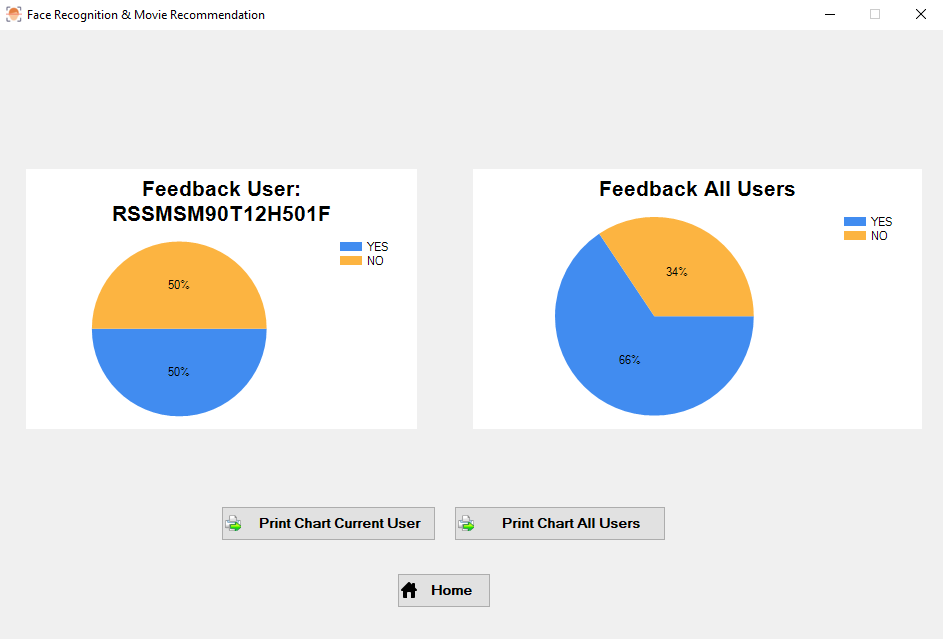 Face Recognition & Movie Recommendation
Feedback User:
RSSMSM90T12H501F
YES
NO
50%
50%
Feedback All Users
YES
NO
34%
66%
Print Chart Current User
Print Chart All Users
Home